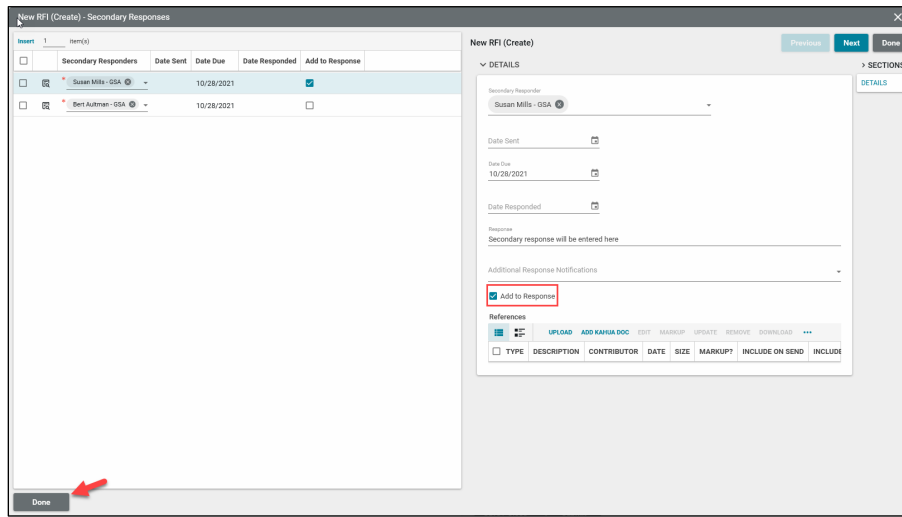 New RFI (Create) - Secondary Responses
Insert 1 item(s)
Secondary Responders Date Sent Date Due Date Responded Add to Response
* Susan Mills - GSA 10/28/2021
* Bert Aultman - GSA 10/28/2021
Done
New RFI (Create) Previous Next Done
DETAILS
SECTIONS
DETAILS
Secondary Responder
Susan Mills - GSA
Date Sent
Date Due
10/28/2021
Date Responded
Response
Secondary response will be entered here
Additional Response Notifications
Add to Response
References
UPLOAD ADD KAHUA DOC EDIT MARKUP UPDATE REMOVE DOWNLOAD •••
TYPE DESCRIPTION CONTRIBUTOR DATE SIZE MARKUP? INCLUDE ON SEND INCLUDE